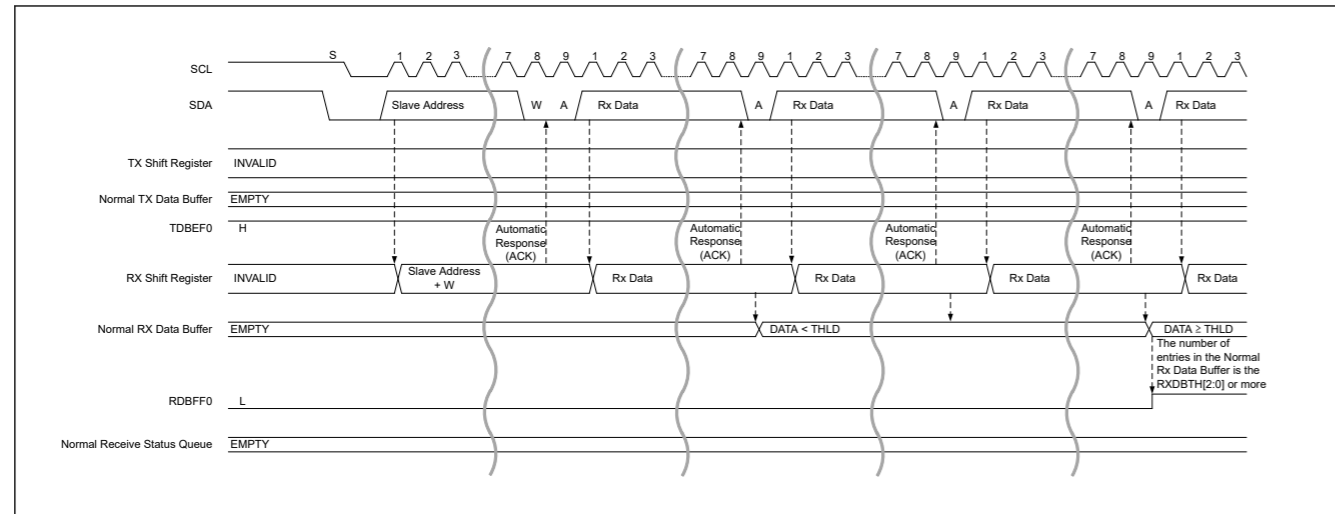 S 1 2 3 7 8 9 1 2 3 7 8 9 1 2 3 7 8 9 1 2 3 7 8 9 1 2 3
SCL
SDA Slave Address W A Rx Data A Rx Data A Rx Data A Rx Data
TX Shift Register INVALID
Normal TX Data Buffer EMPTY
TDBEF0 H
Automatic Automatic Automatic Automatic
Response Response Response Response
(ACK) (ACK) (ACK) (ACK)
RX Shift Register INVALID Slave Address Rx Data Rx Data Rx Data Rx Data
+ W
Normal RX Data Buffer EMPTY DATA < THLD DATA ≥ THLD
The number of
entries in the Normal
Rx Data Buffer is the
RXDBTH[2:0] or more
RDBFF0 L
Normal Receive Status Queue EMPTY